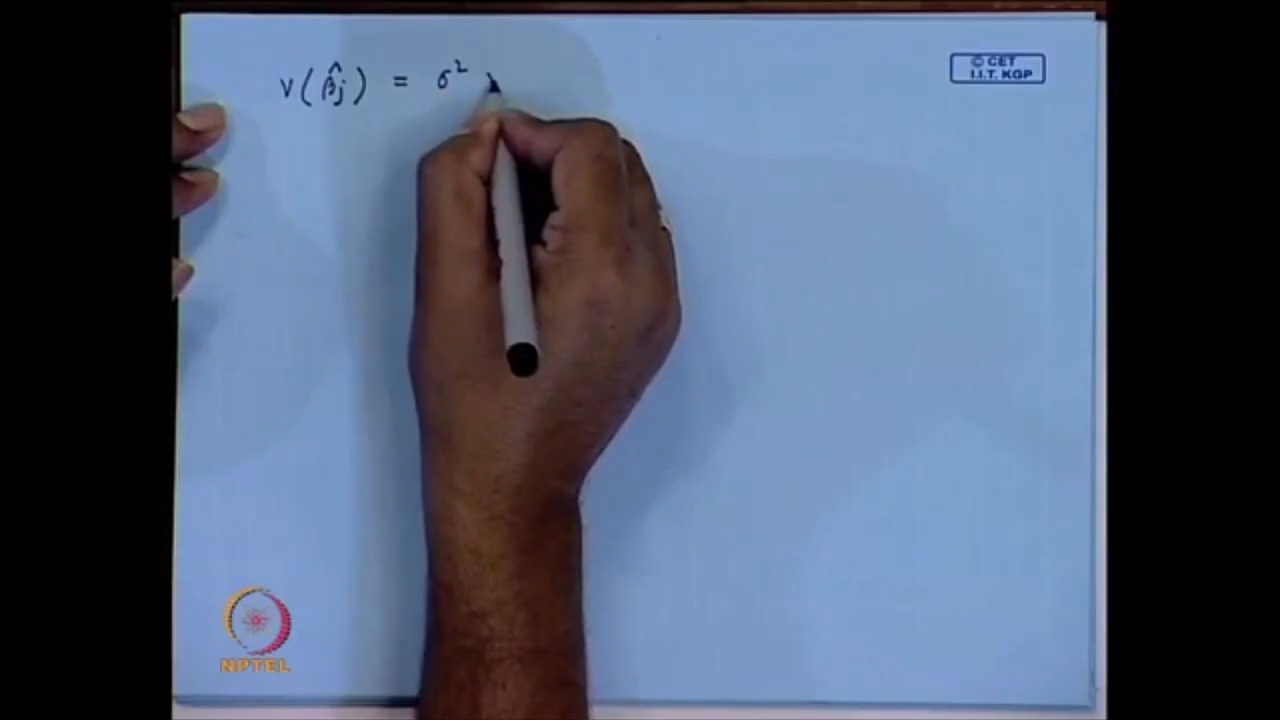 V(β̂j) = σ²
© CET
I.I.T. KGP
NPTEL